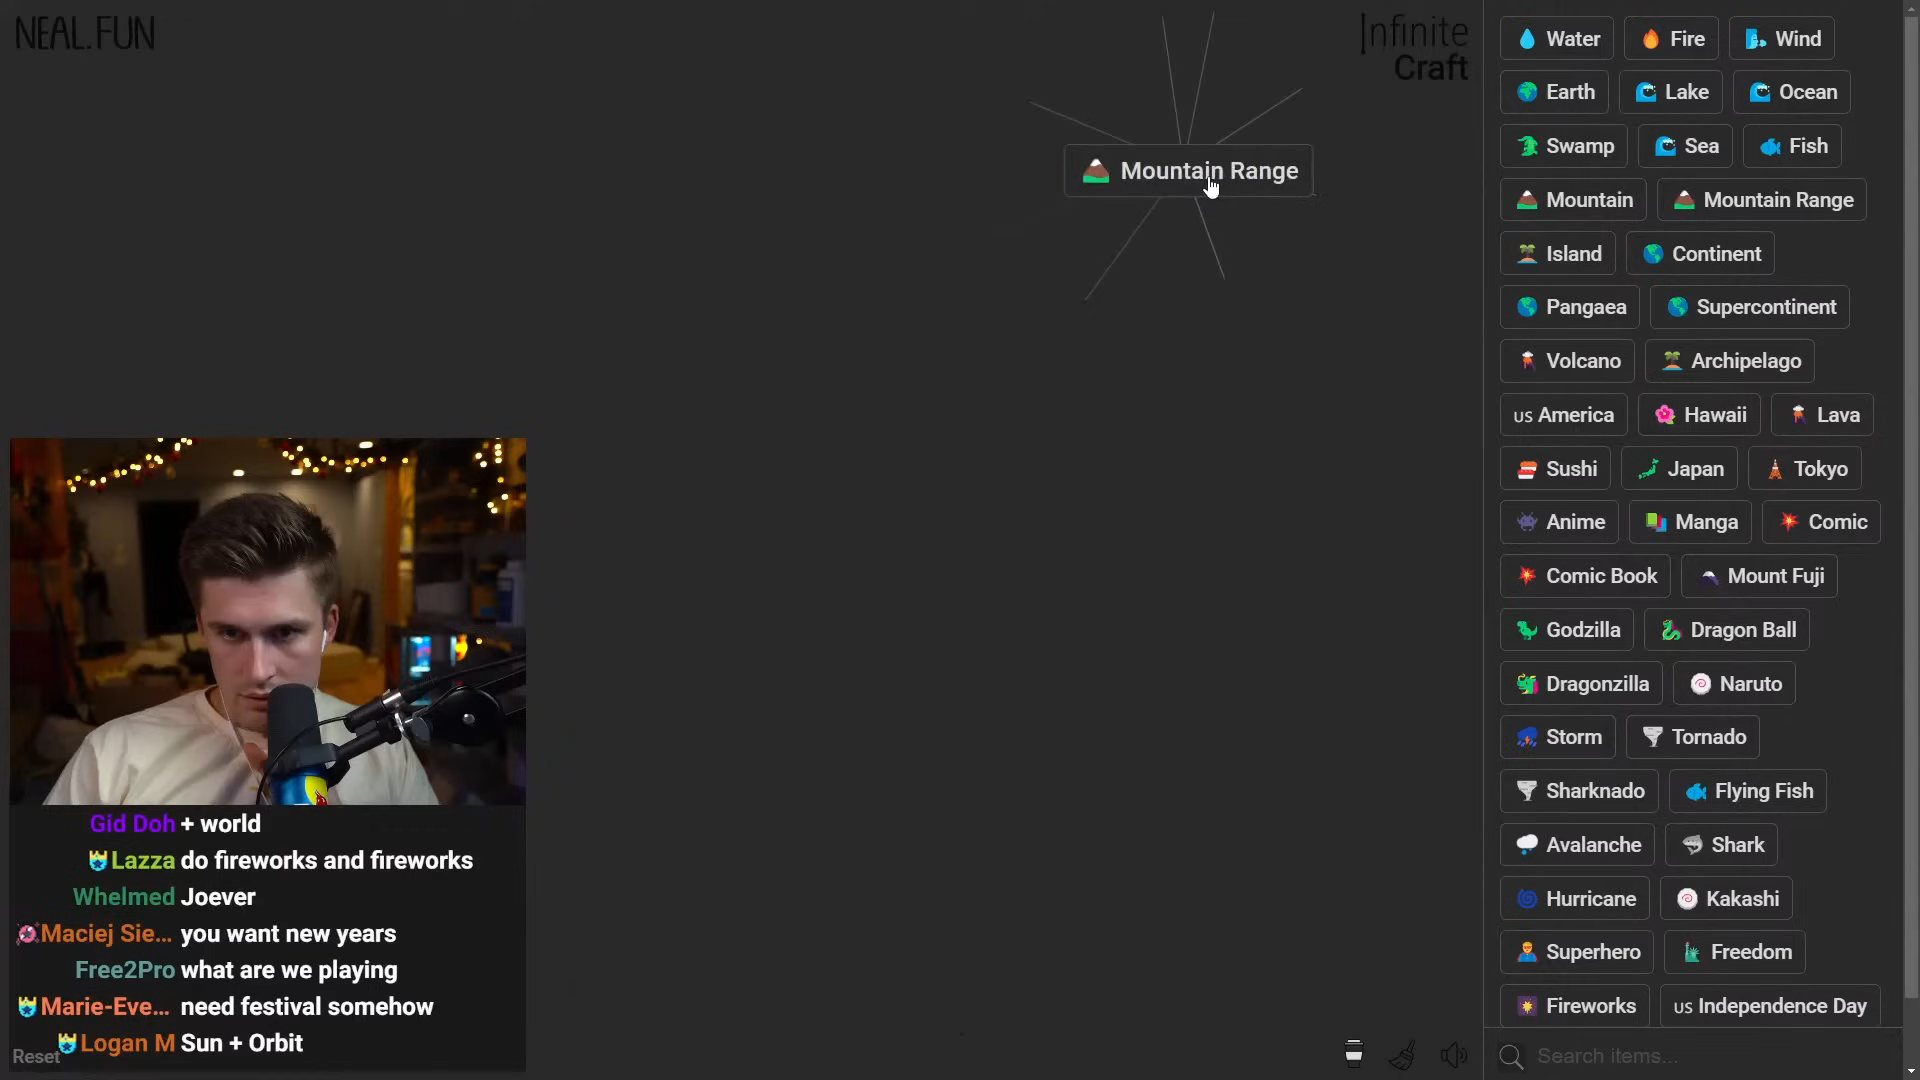 NEAL.FUN
Infinite
Craft
Mountain Range
Water Fire Wind
Earth Lake Ocean
Swamp Sea Fish
Mountain Mountain Range
Island Continent
Pangaea Supercontinent
Volcano Archipelago
US America Hawaii Lava
Sushi Japan Tokyo
Anime Manga Comic
Comic Book Mount Fuji
Godzilla Dragon Ball
Dragonzilla Naruto
Storm Tornado
Sharknado Flying Fish
Avalanche Shark
Hurricane Kakashi
Superhero Freedom
Fireworks US Independence Day
Search items...
Gid Doh + world
Lazza do fireworks and fireworks
Whelmed Joever
Maciej Sie... you want new years
Free2Pro what are we playing
Marie-Eve... need festival somehow
Logan M Sun + Orbit
Reset